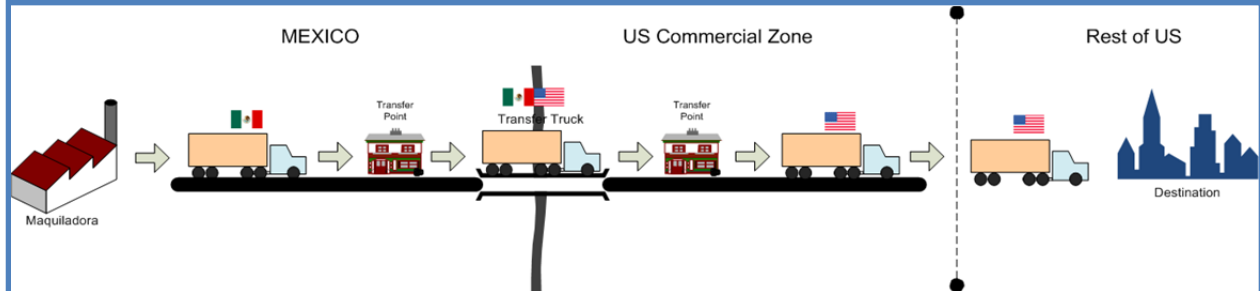 MEXICO
US Commercial Zone
Rest of US
Transfer
Point
Transfer Truck
Transfer
Point
Maquiladora
Destination